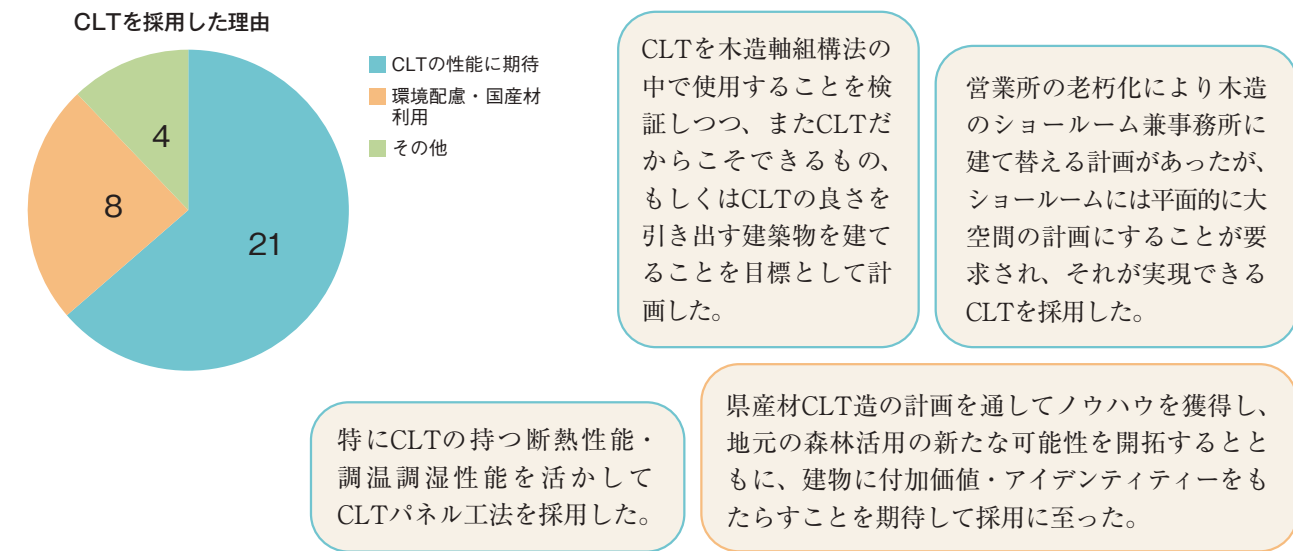 CLTを採用した理由
4
8
21
CLTの性能に期待
環境配慮・国産材
利用
その他
CLTを木造軸組構法の
中で使用することを検
証しつつ、またCLTだ
からこそできるもの、
もしくはCLTの良さを
引き出す建築物を建て
ることを目標として計
画した。
営業所の老朽化により木造
のショールーム兼事務所に
建て替える計画があったが、
ショールームには平面的に大
空間の計画にすることが要
求され、それが実現できる
CLTを採用した。
特にCLTの持つ断熱性能・
調温調湿性能を活かして
CLTパネル工法を採用した。
県産材CLT造の計画を通してノウハウを獲得し、
地元の森林活用の新たな可能性を開拓するとと
もに、建物に付加価値・アイデンティティーをも
たらすことを期待して採用に至った。